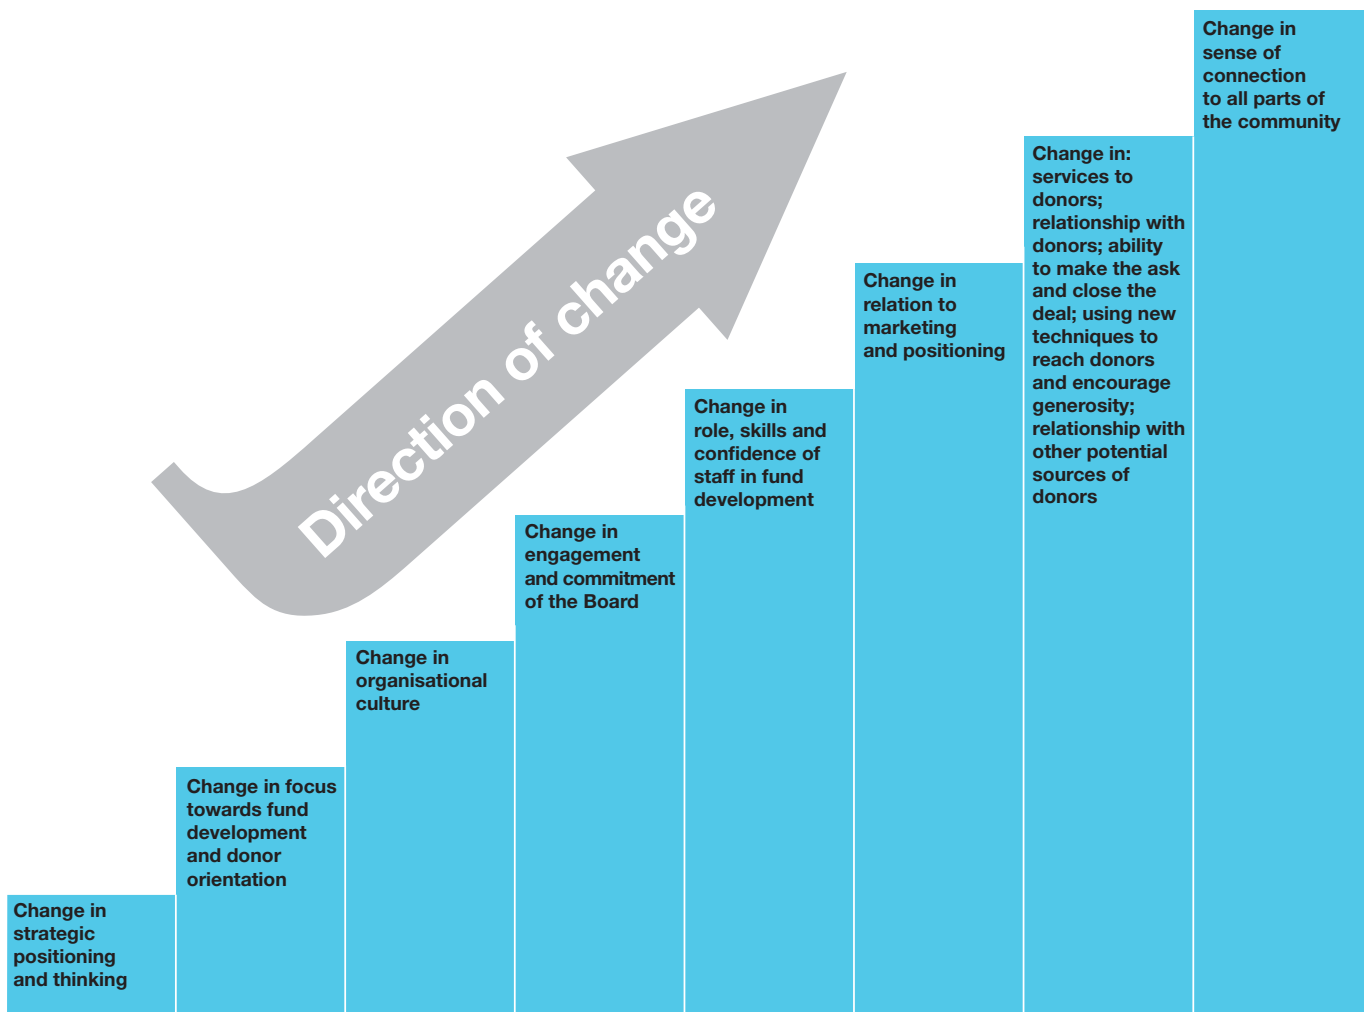 Direction of change
Change in
strategic
positioning
and thinking
Change in focus
towards fund
development
and donor
orientation
Change in
organisational
culture
Change in
engagement
and commitment
of the Board
Change in
role, skills and
confidence of
staff in fund
development
Change in
relation to
marketing
and positioning
Change in:
services to
donors;
relationship with
donors; ability
to make the ask
and close the
deal; using new
techniques to
reach donors
and encourage
generosity;
relationship with
other potential
sources of
donors
Change in
sense of
connection
to all parts of
the community